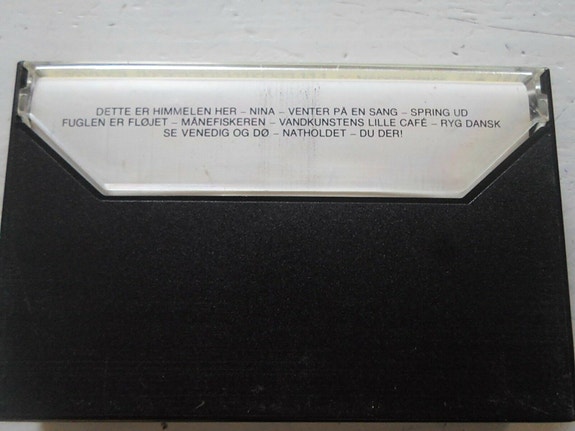 DETTE ER HIMMELEN HER – NINA – VENTER PÅ EN SANG – SPRING UD
FUGLEN ER FLØJET – MÅNEFISKEREN – VANDKUNSTENS LILLE CAFÉ – RYG DANSK
SE VENEDIG OG DØ – NATHOLDET – DU DER!